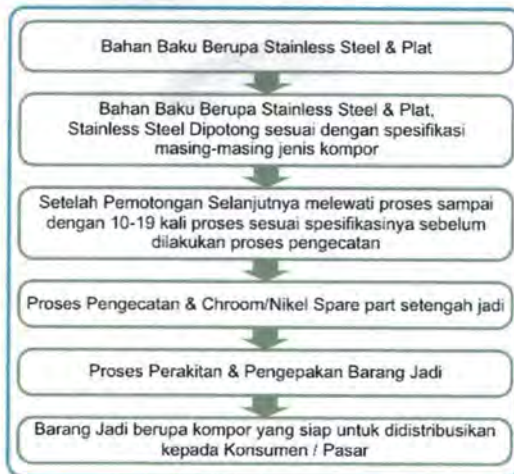 Bahan Baku Berupa Stainless Steel & Plat
Bahan Baku Berupa Stainless Steel & Plat,
Stainless Steel Dipotong sesuai dengan spesifikasi
masing-masing jenis kompor
Setelah Pemotongan Selanjutnya melewati proses sampai
dengan 10-19 kali proses sesuai spesifikasinya sebelum
dilakukan proses pengecatan
Proses Pengecatan & Chroom/Nikel Spare part setengah jadi
Proses Perakitan & Pengepakan Barang Jadi
Barang Jadi berupa kompor yang siap untuk didistribusikan
kepada Konsumen / Pasar